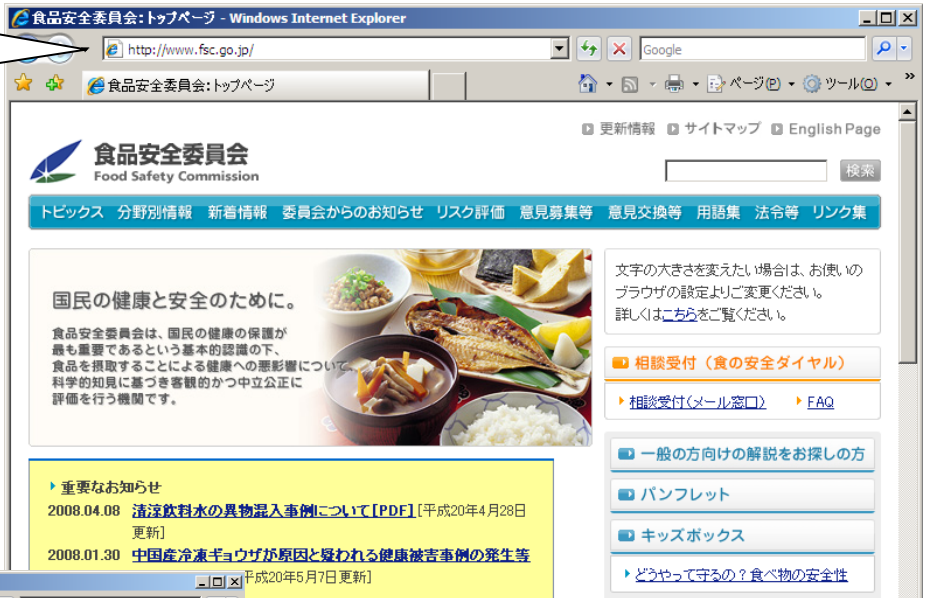 食品安全委員会:トップページ - Windows Internet Explorer
http://www.fsc.go.jp/
Google
食品安全委員会:トップページ
ページ(P)
ツール(O)
更新情報 サイトマップ English Page
食品安全委員会
Food Safety Commission
検索
トピックス 分野別情報 新着情報 委員会からのお知らせ リスク評価 意見募集等 意見交換等 用語集 法令等 リンク集
国民の健康と安全のために。
食品安全委員会は、国民の健康の保護が
最も重要であるという基本的認識の下、
食品を摂取することによる健康への悪影響について、
科学的知見に基づき客観的かつ中立公正に
評価を行う機関です。
文字の大きさを変えたい場合は、お使いの
ブラウザの設定よりご変更ください。
詳しくはこちらをご覧ください。
相談受付（食の安全ダイヤル）
相談受付(メール窓口) FAQ
一般の方向けの解説をお探しの方
パンフレット
キッズボックス
どうやって守るの？食べ物の安全性
重要なお知らせ
2008.04.08 清涼飲料水の異物混入事例について[PDF][平成20年4月28日
更新]
2008.01.30 中国産冷凍ギョウザが原因と疑われる健康被害事例の発生等
平成20年5月7日更新]